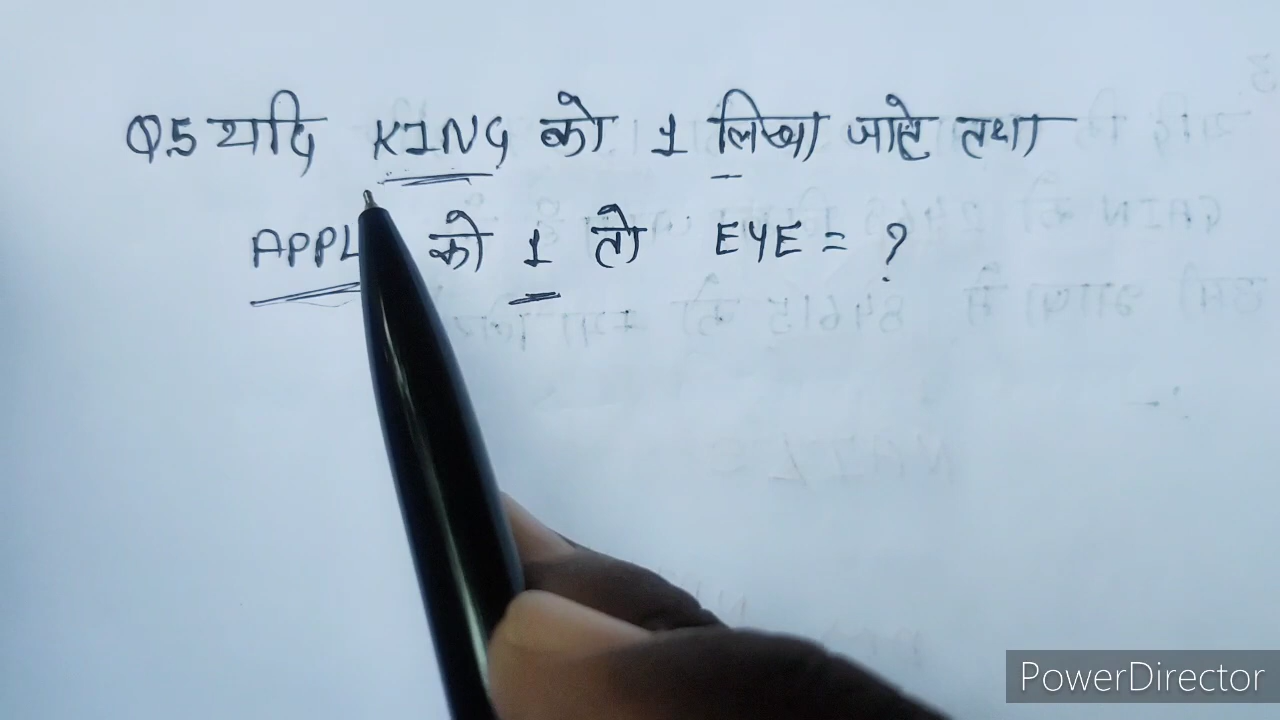 Q.5 यदि KING को 1 लिखा जाऐ तथा
APPL को 1 तो EYE = ?
PowerDirector